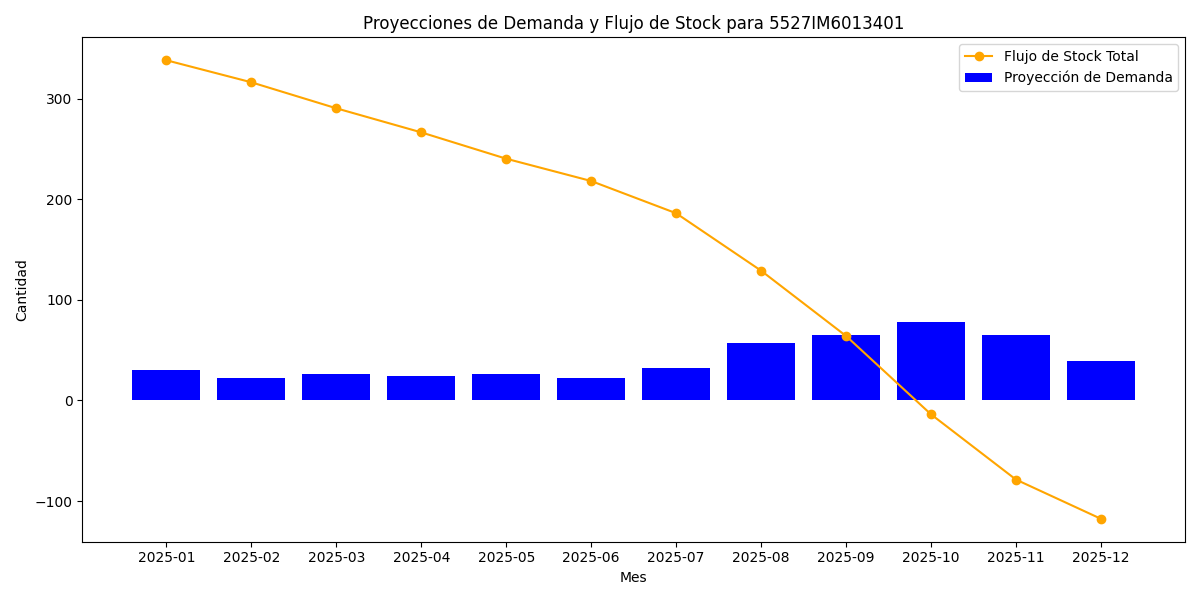 Proyecciones de Demanda y Flujo de Stock para 5527IM6013401
Flujo de Stock Total
Proyección de Demanda
Cantidad
300
200
100
0
−100
2025-01 2025-02 2025-03 2025-04 2025-05 2025-06 2025-07 2025-08 2025-09 2025-10 2025-11 2025-12
Mes